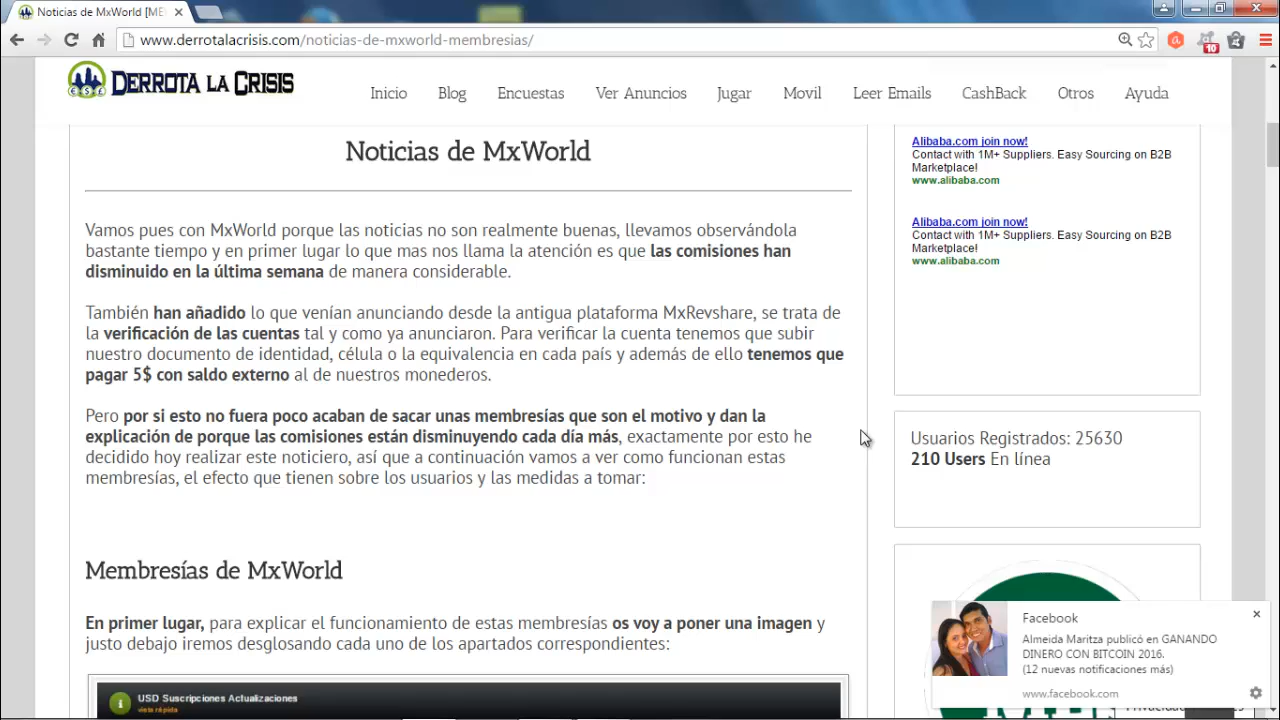 Noticias de MxWorld [ME
www.derrotalacrisis.com/noticias-de-mxworld-membresias/
10
DERROTA LA CRISIS
Inicio Blog Encuestas Ver Anuncios Jugar Movil Leer Emails CashBack Otros Ayuda
Noticias de MxWorld
Vamos pues con MxWorld porque las noticias no son realmente buenas, llevamos observándola
bastante tiempo y en primer lugar lo que mas nos llama la atención es que las comisiones han
disminuido en la última semana de manera considerable.
También han añadido lo que venían anunciando desde la antigua plataforma MxRevshare, se trata de
la verificación de las cuentas tal y como ya anunciaron. Para verificar la cuenta tenemos que subir
nuestro documento de identidad, célula o la equivalencia en cada país y además de ello tenemos que
pagar 5$ con saldo externo al de nuestros monederos.
Pero por si esto no fuera poco acaban de sacar unas membresías que son el motivo y dan la
explicación de porque las comisiones están disminuyendo cada día más, exactamente por esto he
decidido hoy realizar este noticiero, así que a continuación vamos a ver como funcionan estas
membresías, el efecto que tienen sobre los usuarios y las medidas a tomar:
Membresías de MxWorld
En primer lugar, para explicar el funcionamiento de estas membresías os voy a poner una imagen y
justo debajo iremos desglosando cada uno de los apartados correspondientes:
USD Suscripciones Actualizaciones
vista rápida
Alibaba.com join now!
Contact with 1M+ Suppliers. Easy Sourcing on B2B
Marketplace!
www.alibaba.com
Alibaba.com join now!
Contact with 1M+ Suppliers. Easy Sourcing on B2B
Marketplace!
www.alibaba.com
Usuarios Registrados: 25630
210 Users En línea
Facebook
Almeida Maritza publicó en GANANDO
DINERO CON BITCOIN 2016.
(12 nuevas notificaciones más)
www.facebook.com